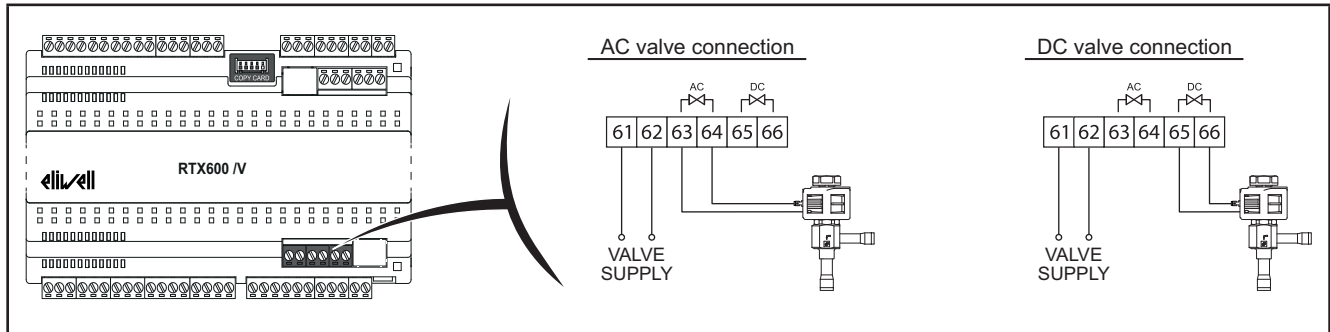 COPY CARD
RTX600 /V
eliwell
AC valve connection
AC
DC
61 62 63 64 65 66
VALVE
SUPPLY
DC valve connection
AC
DC
61 62 63 64 65 66
VALVE
SUPPLY